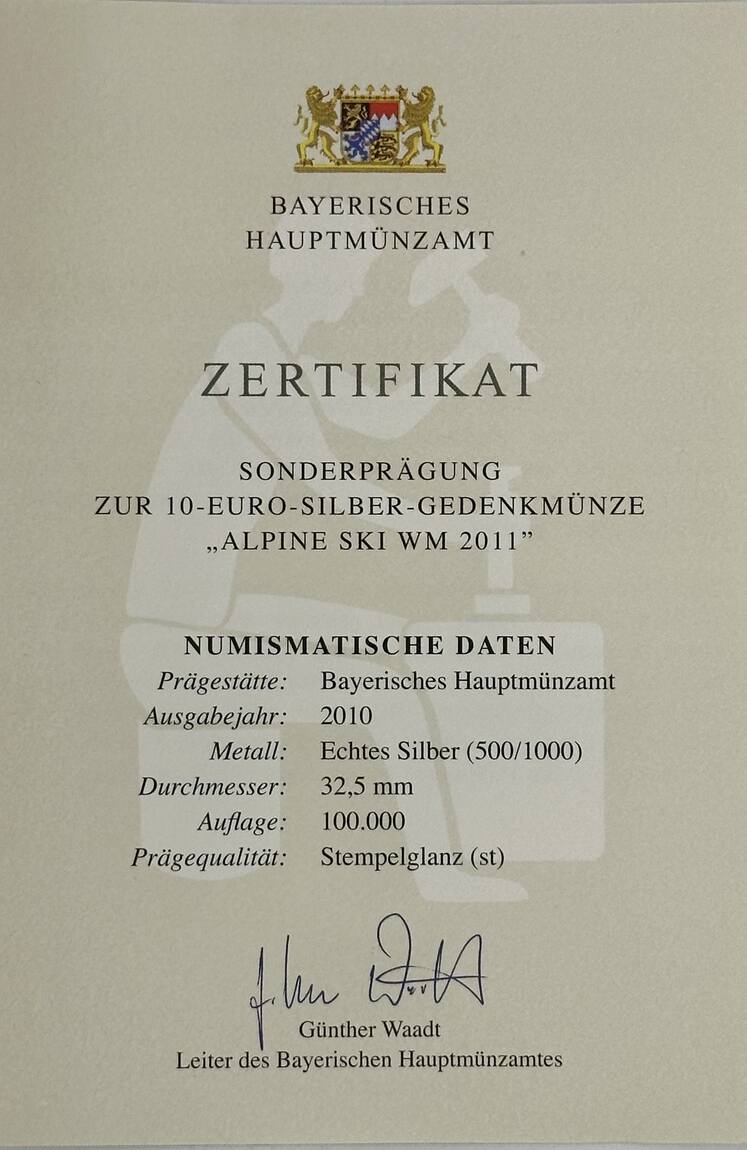 BAYERISCHES
HAUPTMÜNZAMT
ZERTIFIKAT
SONDERPRÄGUNG
ZUR 10-EURO-SILBER-GEDENKMÜNZE
„ALPINE SKI WM 2011”
NUMISMATISCHE DATEN
Prägestätte: Bayerisches Hauptmünzamt
Ausgabejahr: 2010
Metall: Echtes Silber (500/1000)
Durchmesser: 32,5 mm
Auflage: 100.000
Prägequalität: Stempelglanz (st)
Günther Waadt
Leiter des Bayerischen Hauptmünzamtes